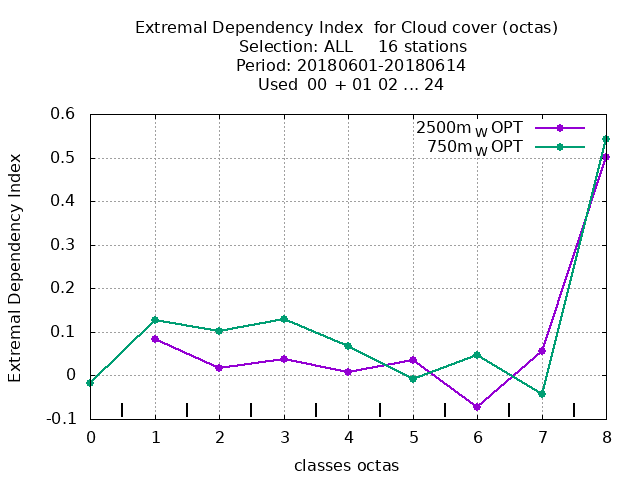 Extremal Dependency Index  for Cloud cover (octas)
Selection: ALL     16 stations
Period: 20180601-20180614
Used  00  + 01 02 ... 24
2500m_W OPT
750m_W OPT
Extremal Dependency Index
0.6
0.5
0.4
0.3
0.2
0.1
0
-0.1
0 1 2 3 4 5 6 7 8
classes octas